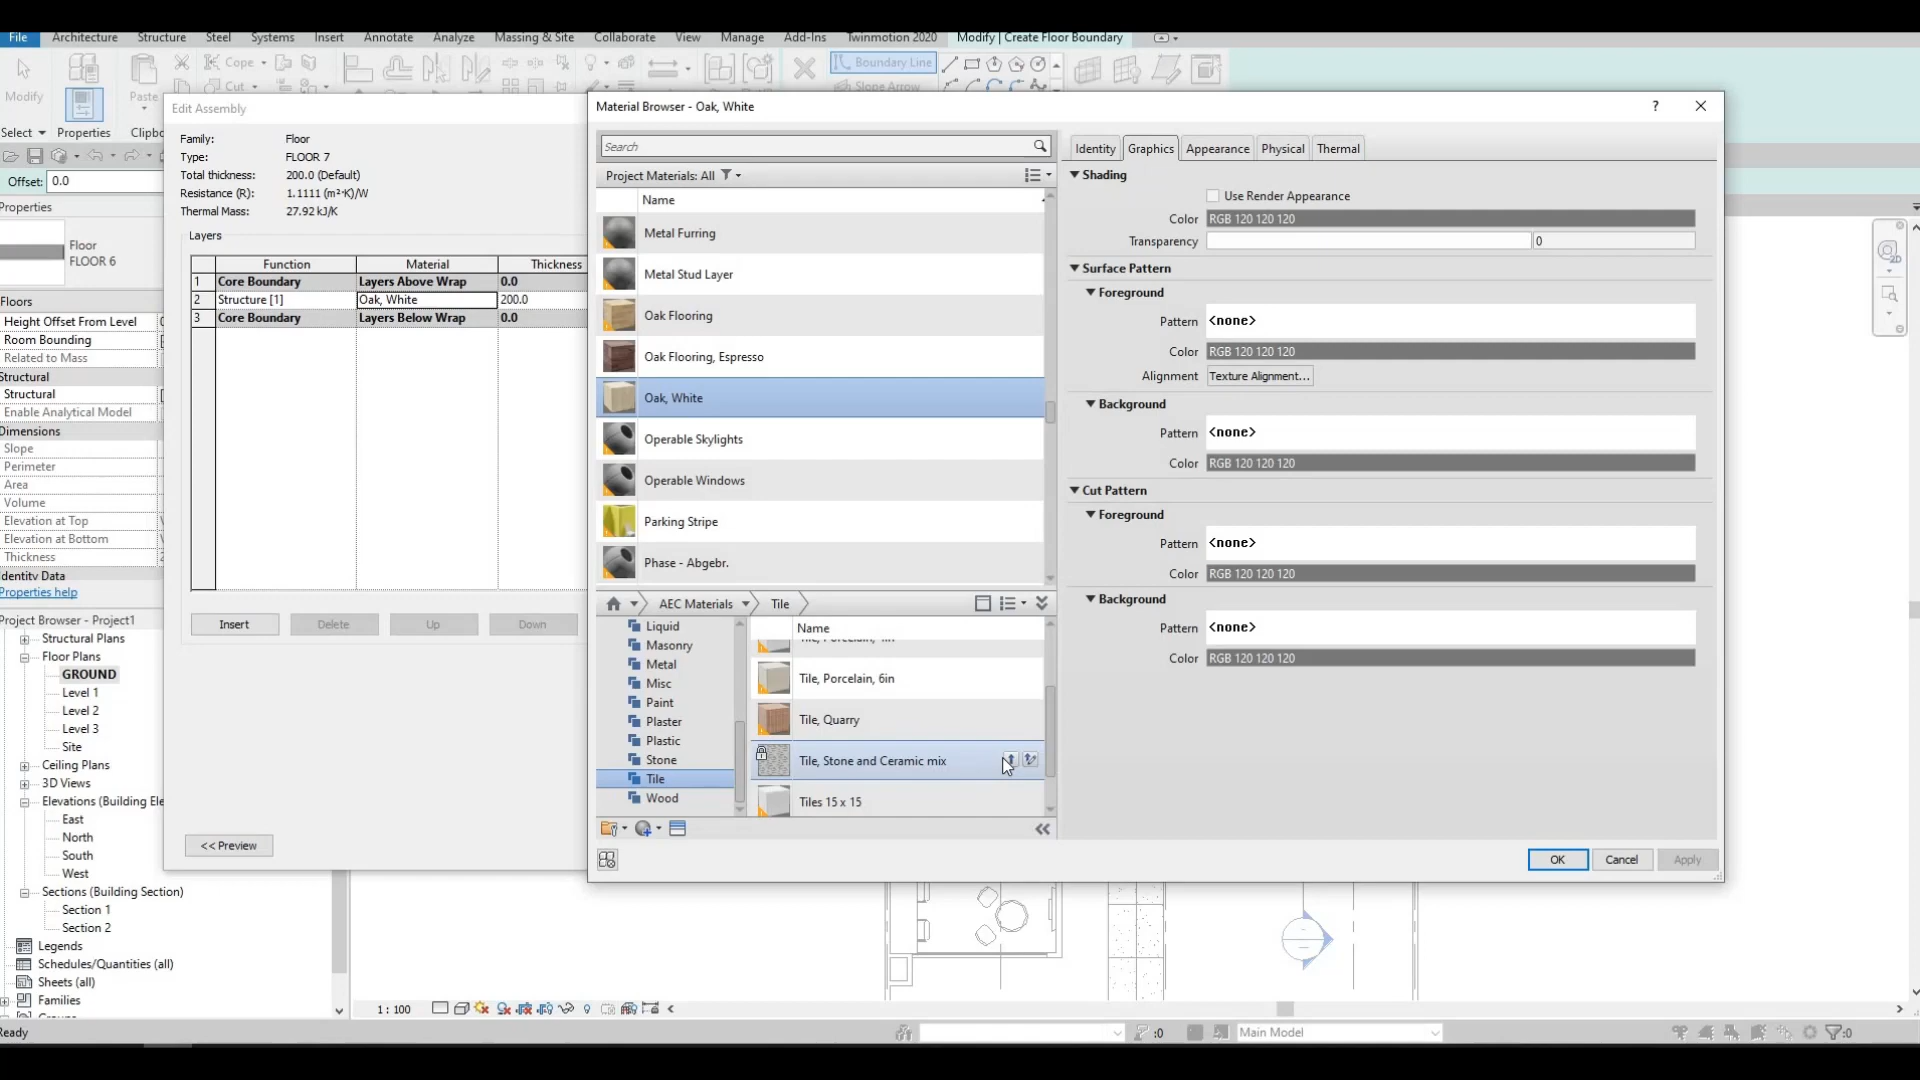 File Architecture Structure Steel Systems Insert Annotate Analyze Massing & Site Collaborate View Manage Add-Ins Twinmotion 2020 Modify | Create Floor Boundary
Modify
Paste
Cope
Cut
Boundary Line
Slope Arrow
Select Properties
Offset: 0.0
Properties
Floor
FLOOR 6
Floors
Height Offset From Level
Room Bounding
Related to Mass
Structural
Structural
Enable Analytical Model
Dimensions
Slope
Perimeter
Area
Volume
Elevation at Top
Elevation at Bottom
Thickness
Identity Data
Properties help
Project Browser - Project1
Structural Plans
Floor Plans
GROUND
Level 1
Level 2
Level 3
Site
Ceiling Plans
3D Views
Elevations (Building Ele
East
North
South
West
Sections (Building Section)
Section 1
Section 2
Legends
Schedules/Quantities (all)
Sheets (all)
Families
Edit Assembly
Family: Floor
Type: FLOOR 7
Total thickness: 200.0 (Default)
Resistance (R): 1.1111 (m²·K)/W
Thermal Mass: 27.92 kJ/K
Layers
Function Material Thickness
1 Core Boundary Layers Above Wrap 0.0
2 Structure [1] Oak, White 200.0
3 Core Boundary Layers Below Wrap 0.0
Insert Delete Up Down
<< Preview
Material Browser - Oak, White
?
Search
Project Materials: All
Name
Metal Furring
Metal Stud Layer
Oak Flooring
Oak Flooring, Espresso
Oak, White
Operable Skylights
Operable Windows
Parking Stripe
Phase - Abgebr.
AEC Materials Tile
Liquid
Masonry
Metal
Misc
Paint
Plaster
Plastic
Stone
Tile
Wood
Name
Tile, Porcelain, 4in
Tile, Porcelain, 6in
Tile, Quarry
Tile, Stone and Ceramic mix
Tiles 15 x 15
Identity Graphics Appearance Physical Thermal
Shading
Use Render Appearance
Color RGB 120 120 120
Transparency 0
Surface Pattern
Foreground
Pattern <none>
Color RGB 120 120 120
Alignment Texture Alignment...
Background
Pattern <none>
Color RGB 120 120 120
Cut Pattern
Foreground
Pattern <none>
Color RGB 120 120 120
Background
Pattern <none>
Color RGB 120 120 120
OK Cancel Apply
1 : 100
Ready
:0
Main Model
:0